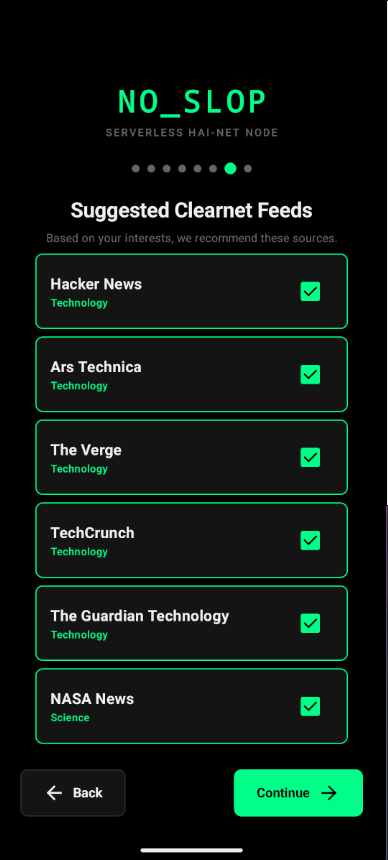 NO_SLOP
SERVERLESS HAI-NET NODE
Suggested Clearnet Feeds
Based on your interests, we recommend these sources.
Hacker News
Technology
Ars Technica
Technology
The Verge
Technology
TechCrunch
Technology
The Guardian Technology
Technology
NASA News
Science
Back
Continue